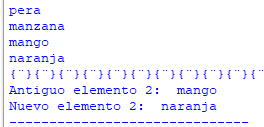 pera
manzana
mango
naranja
{¨}{¨}{¨}{¨}{¨}{¨}{¨}{¨}{¨}{¨}{¨
Antiguo elemento 2:  mango
Nuevo elemento 2:  naranja
------------------------------